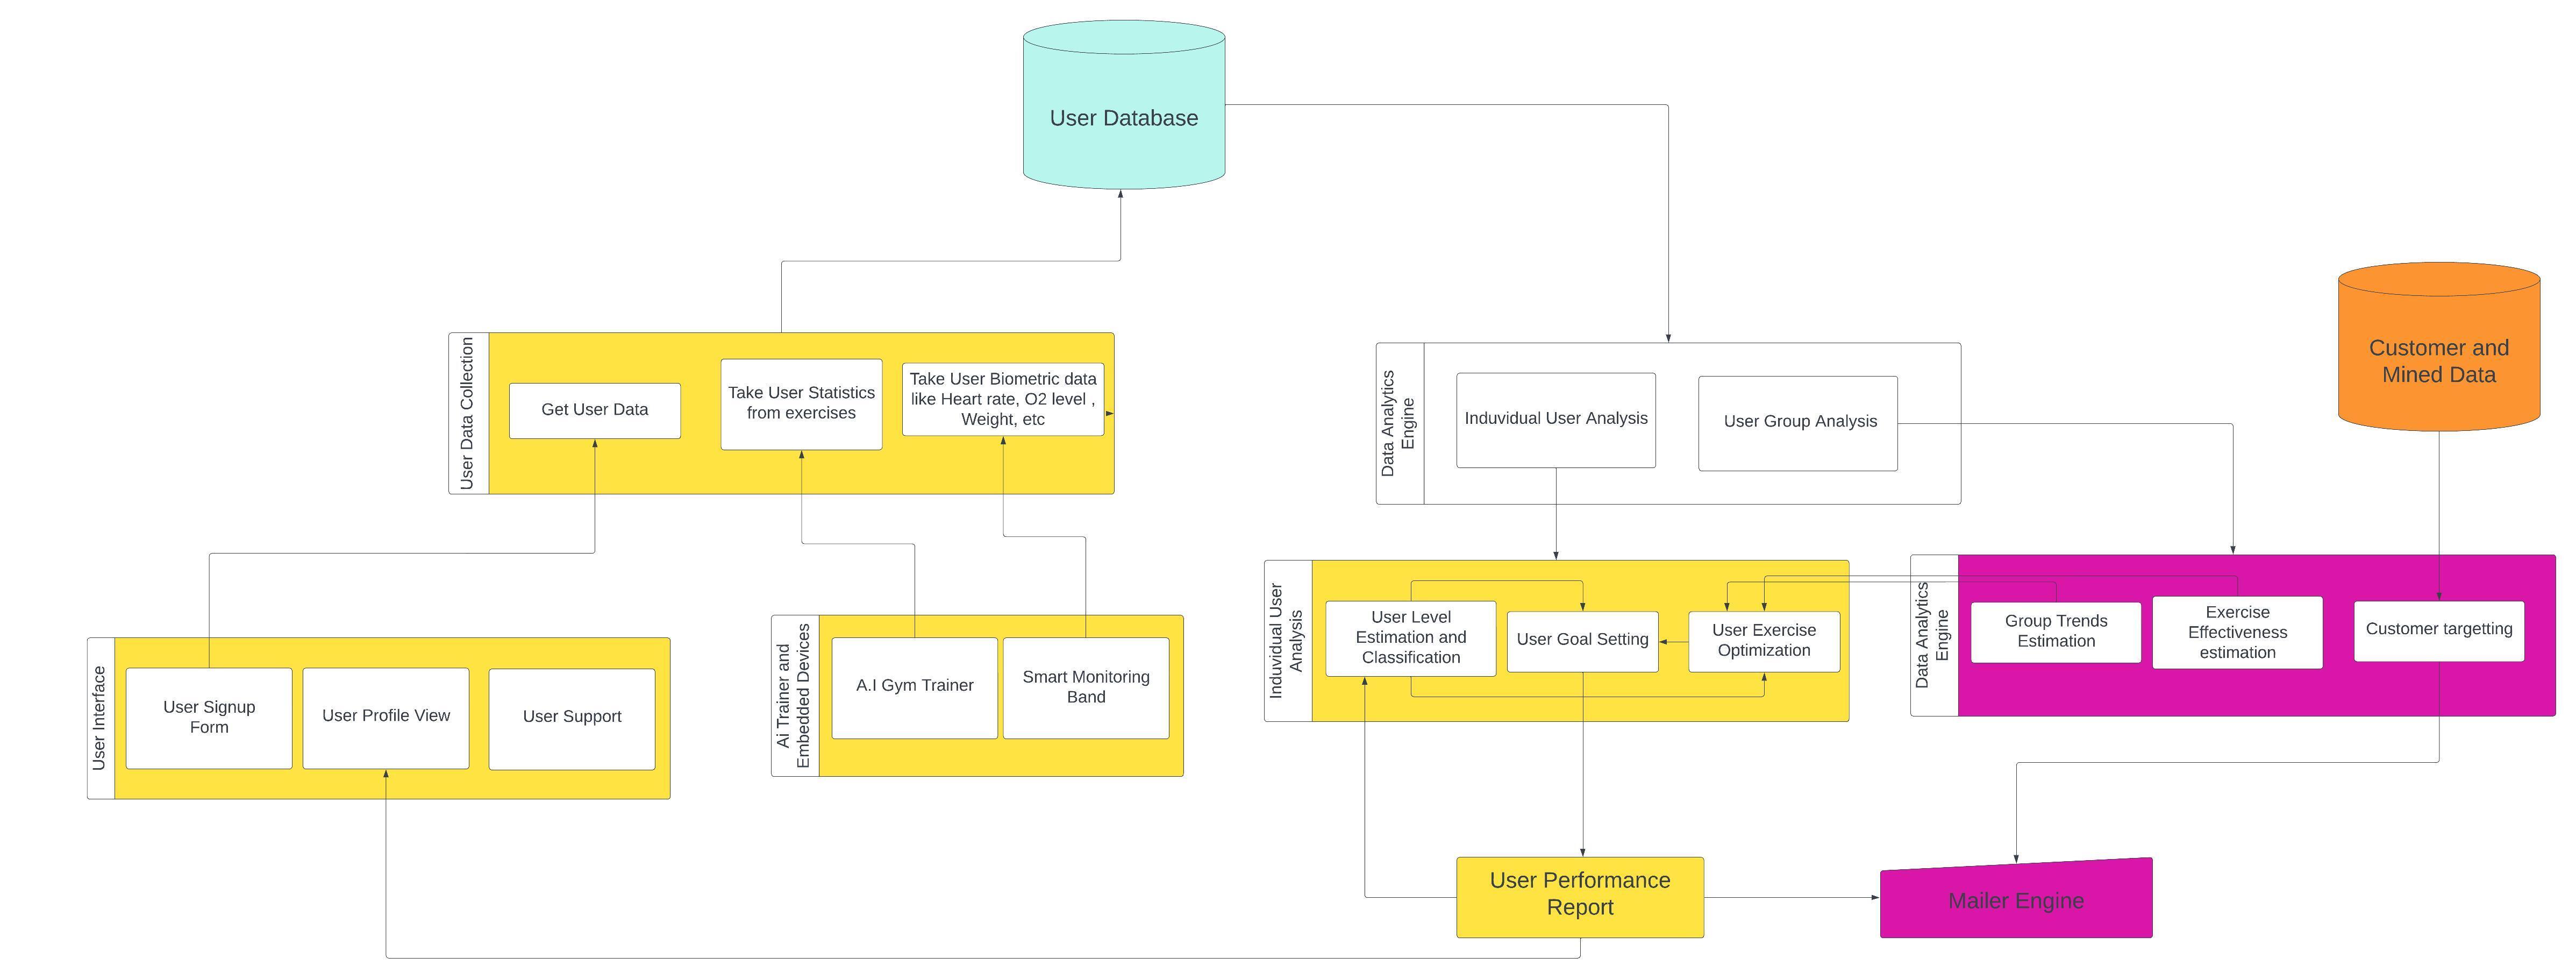 User Database
Customer and
Mined Data
User Data Collection
Get User Data
Take User Statistics
from exercises
Take User Biometric data
like Heart rate, O2 level ,
Weight, etc
Data Analytics
Engine
Induvidual User Analysis
User Group Analysis
Induvidual User
Analysis
User Level
Estimation and
Classification
User Goal Setting
User Exercise
Optimization
Data Analytics
Engine
Group Trends
Estimation
Exercise
Effectiveness
estimation
Customer targetting
User Interface
User Signup
Form
User Profile View
User Support
Ai Trainer and
Embedded Devices
A.I Gym Trainer
Smart Monitoring
Band
User Performance
Report
Mailer Engine